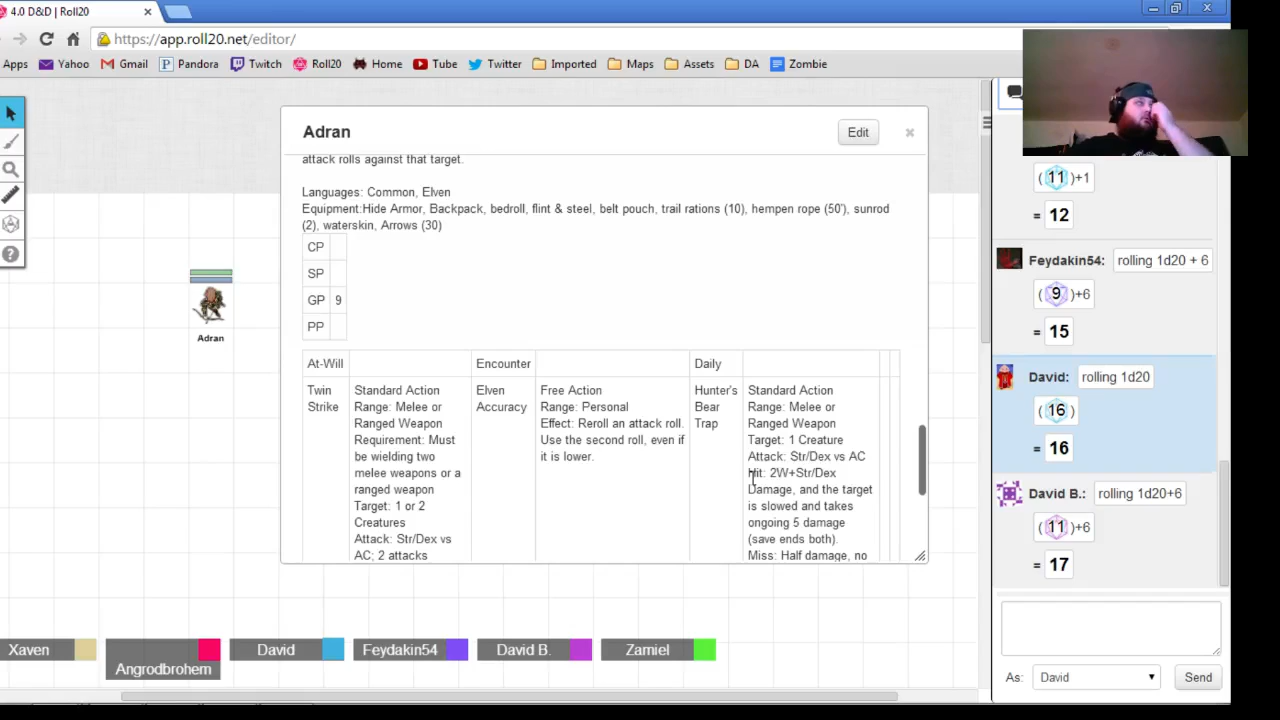 4.0 D&D | Roll20
https://app.roll20.net/editor/
Apps Yahoo Gmail Pandora Twitch Roll20 Home Tube Twitter Imported Maps Assets DA Zombie
Adran
Edit
attack rolls against that target.
Languages: Common, Elven
Equipment:Hide Armor, Backpack, bedroll, flint & steel, belt pouch, trail rations (10), hempen rope (50'), sunrod
(2), waterskin, Arrows (30)
CP
SP
GP 9
PP
At-Will Encounter Daily
Twin
Strike
Standard Action
Range: Melee or
Ranged Weapon
Requirement: Must
be wielding two
melee weapons or a
ranged weapon
Target: 1 or 2
Creatures
Attack: Str/Dex vs
AC; 2 attacks
Elven
Accuracy
Free Action
Range: Personal
Effect: Reroll an attack roll.
Use the second roll, even if
it is lower.
Hunter's
Bear
Trap
Standard Action
Range: Melee or
Ranged Weapon
Target: 1 Creature
Attack: Str/Dex vs AC
Hit: 2W+Str/Dex
Damage, and the target
is slowed and takes
ongoing 5 damage
(save ends both).
Miss: Half damage, no
Adran
(11)+1
= 12
Feydakin54: rolling 1d20 + 6
(9)+6
= 15
David: rolling 1d20
(16)
= 16
David B.: rolling 1d20+6
(11)+6
= 17
As: David Send
Xaven
Angrodbrohem
David
Feydakin54
David B.
Zamiel